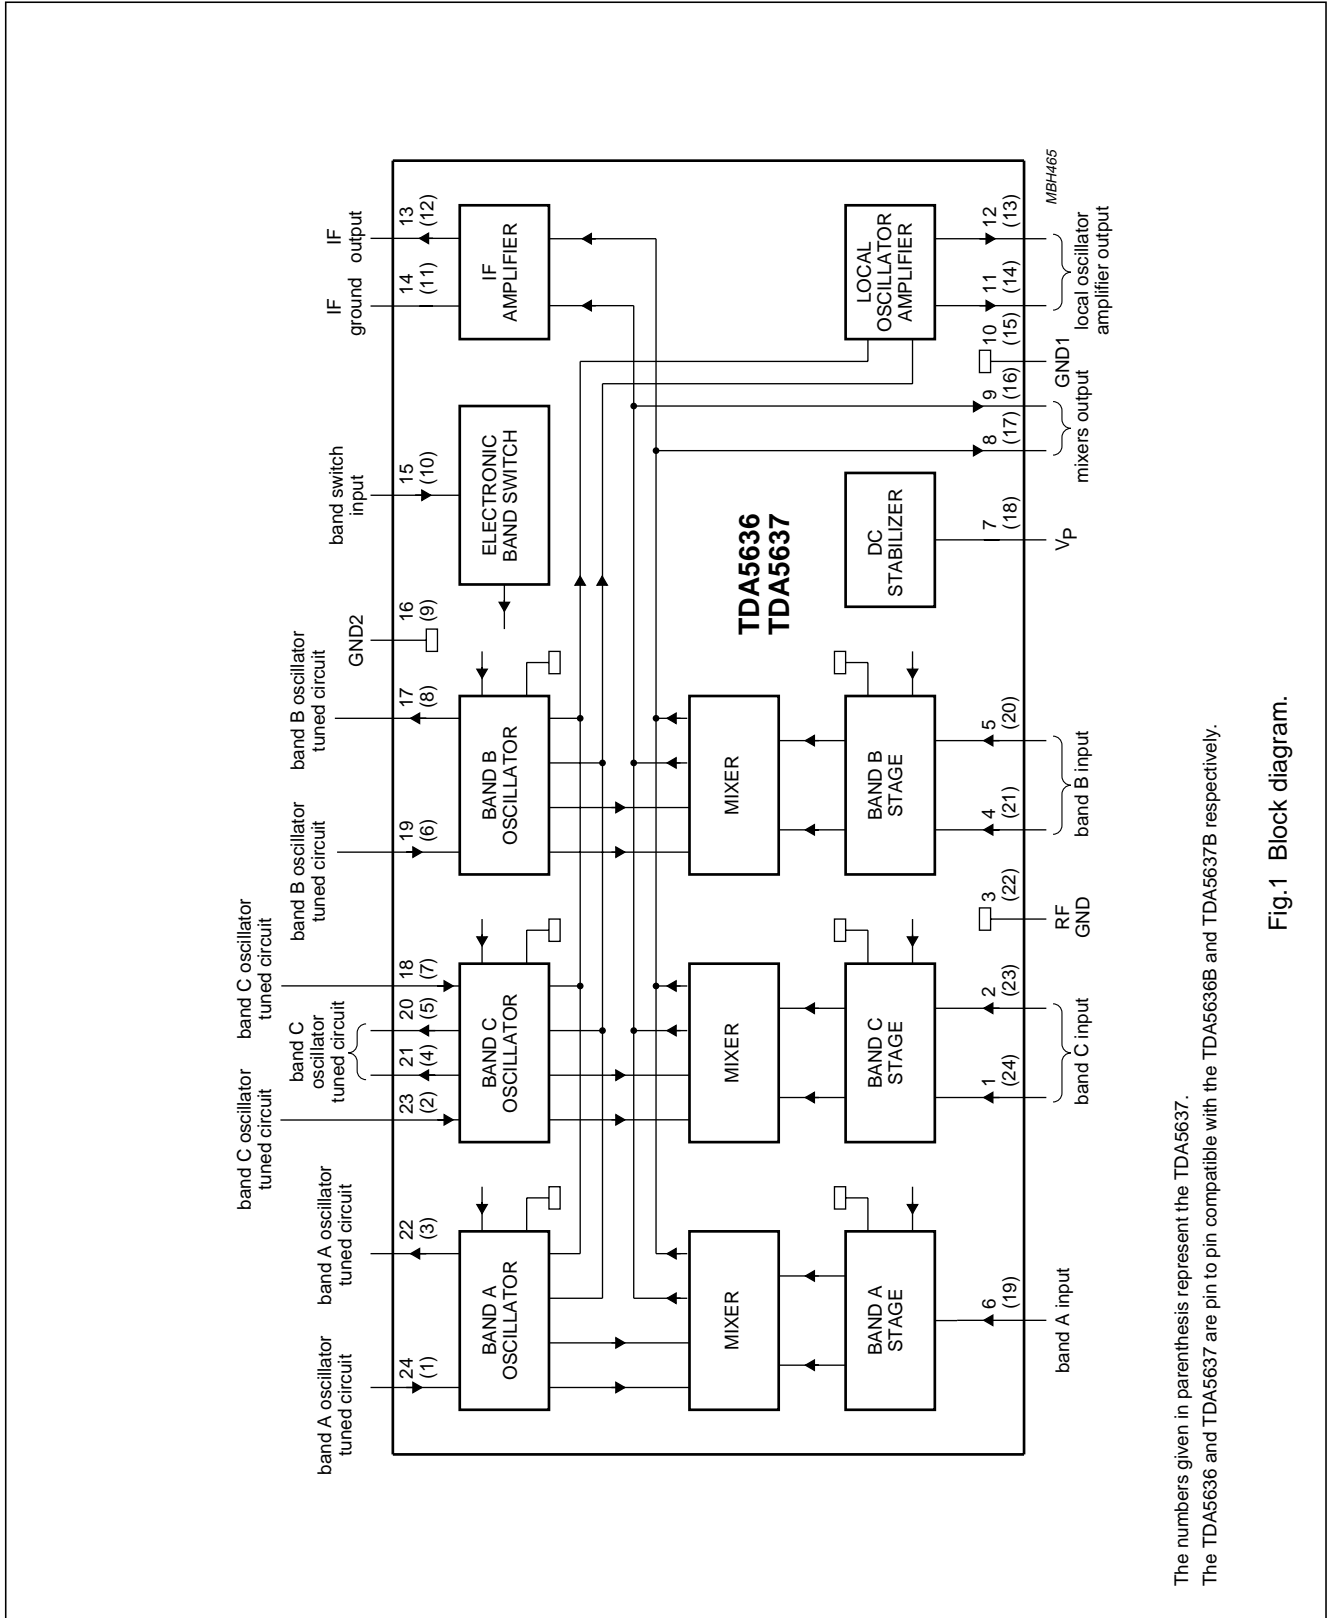 band A oscillator
tuned circuit
24
(1)
band A oscillator
tuned circuit
22
(3)
band C oscillator
tuned circuit
23
(2)
band C
oscillator
tuned circuit
21
(4)
20
(5)
band C oscillator
tuned circuit
18
(7)
band B oscillator
tuned circuit
19
(6)
band B oscillator
tuned circuit
17
(8)
GND2
16
(9)
band switch
input
15
(10)
IF
ground
14
(11)
IF
output
13
(12)
BAND A
OSCILLATOR
BAND C
OSCILLATOR
BAND B
OSCILLATOR
ELECTRONIC
BAND SWITCH
IF
AMPLIFIER
MIXER
MIXER
MIXER
TDA5636
TDA5637
BAND A
STAGE
BAND C
STAGE
BAND B
STAGE
DC
STABILIZER
LOCAL
OSCILLATOR
AMPLIFIER
6
(19)
band A input
1
(24)
2
(23)
band C input
3
(22)
RF
GND
4
(21)
5
(20)
band B input
7
(18)
VP
8
(17)
9
(16)
mixers output
10
(15)
GND1
11
(14)
12
(13)
local oscillator
amplifier output
MBH465
The numbers given in parenthesis represent the TDA5637.
The TDA5636 and TDA5637 are pin to pin compatible with the TDA5636B and TDA5637B respectively.
Fig.1 Block diagram.